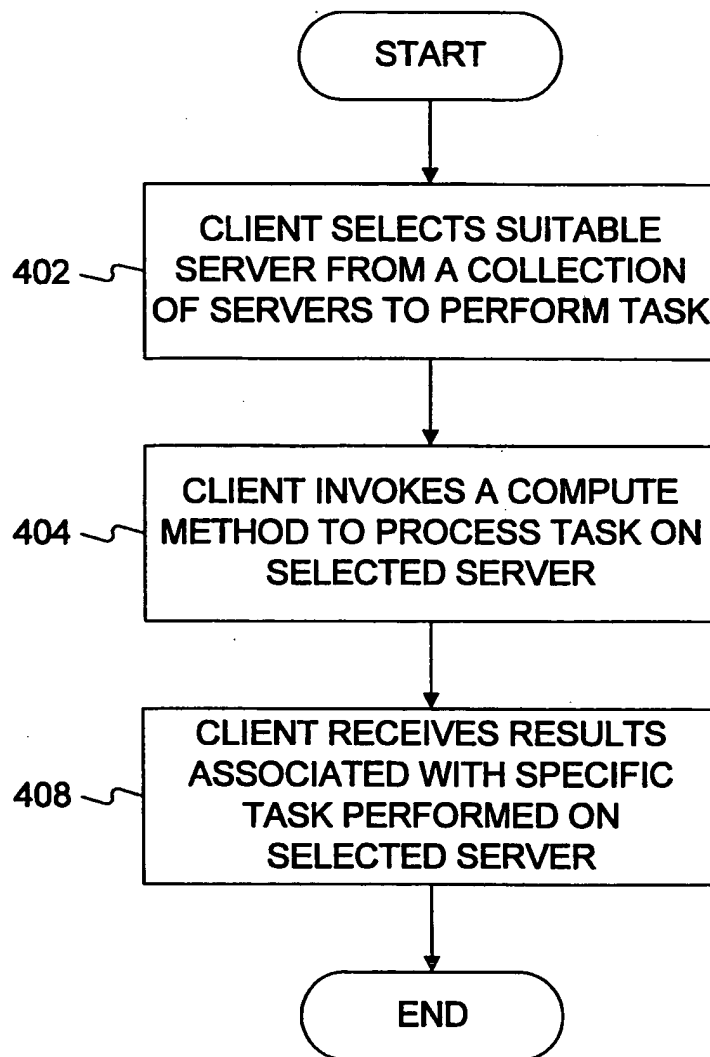 START
CLIENT SELECTS SUITABLE
SERVER FROM A COLLECTION
OF SERVERS TO PERFORM TASK
402
CLIENT INVOKES A COMPUTE
METHOD TO PROCESS TASK ON
SELECTED SERVER
404
CLIENT RECEIVES RESULTS
ASSOCIATED WITH SPECIFIC
TASK PERFORMED ON
SELECTED SERVER
408
END